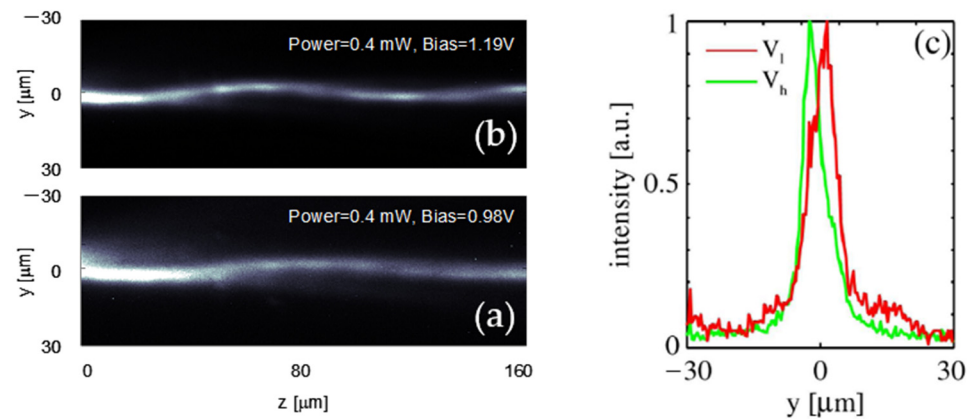 −30
y [μm]
0
30
Power=0.4 mW, Bias=1.19V
(b)
−30
y [μm]
0
30
Power=0.4 mW, Bias=0.98V
(a)
0
80
160
z [μm]
(c)
V_l
V_h
intensity [a.u.]
1
0.5
0
−30
0
30
y [μm]